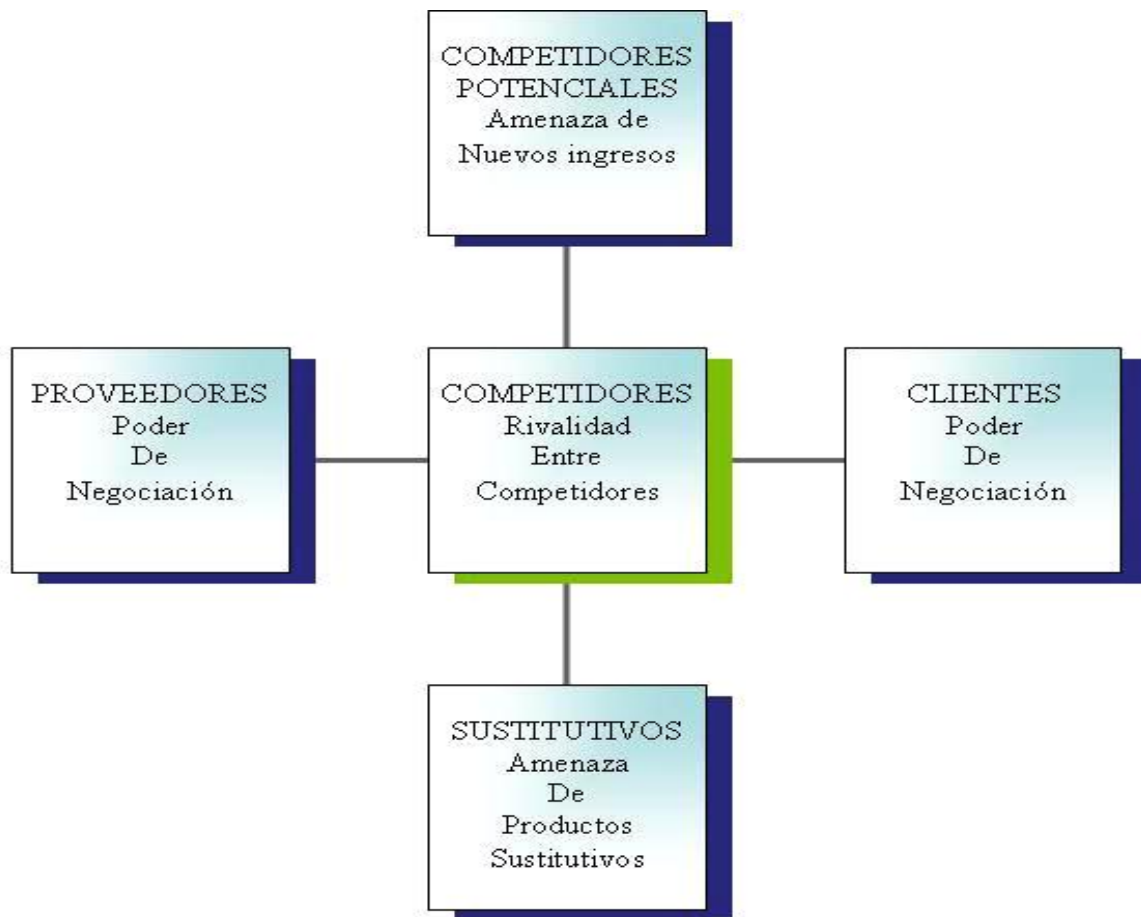 COMPETIDORES
POTENCIALES
Amenaza de
Nuevos ingresos
PROVEEDORES
Poder
De
Negociación
COMPETIDORES
Rivalidad
Entre
Competidores
CLIENTES
Poder
De
Negociación
SUSTITUTIVOS
Amenaza
De
Productos
Sustitutivos